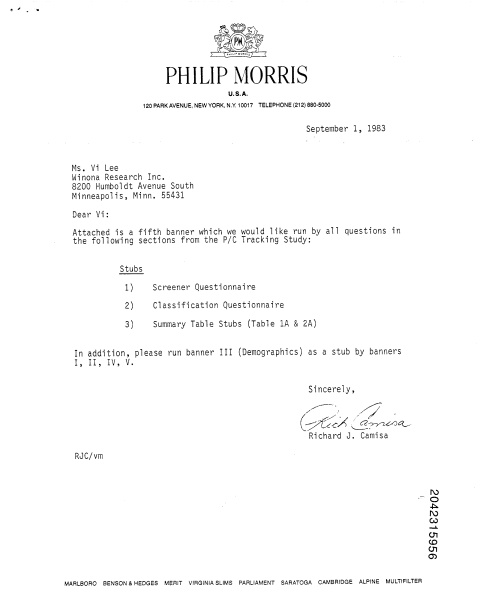 PHILIP MORRIS
U.S.A.
120 PARK AVENUE, NEW YORK, N.Y. 10017 TELEPHONE (212) 880-5000
September 1, 1983
Ms. Vi Lee
Winona Research Inc.
8200 Humboldt Avenue South
Minneapolis, Minn. 55431
Dear Vi:
Attached is a fifth banner which we would like run by all questions in
the following sections from the P/C Tracking Study:
Stubs
1) Screener Questionnaire
2) Classification Questionnaire
3) Summary Table Stubs (Table 1A & 2A)
In addition, please run banner III (Demographics) as a stub by banners
I, II, IV, V.
Sincerely,
Rich Camisa
Richard J. Camisa
RJC/vm
2042315956
MARLBORO BENSON & HEDGES MERIT VIRGINIA SLIMS PARLIAMENT SARATOGA CAMBRIDGE ALPINE MULTIFILTER